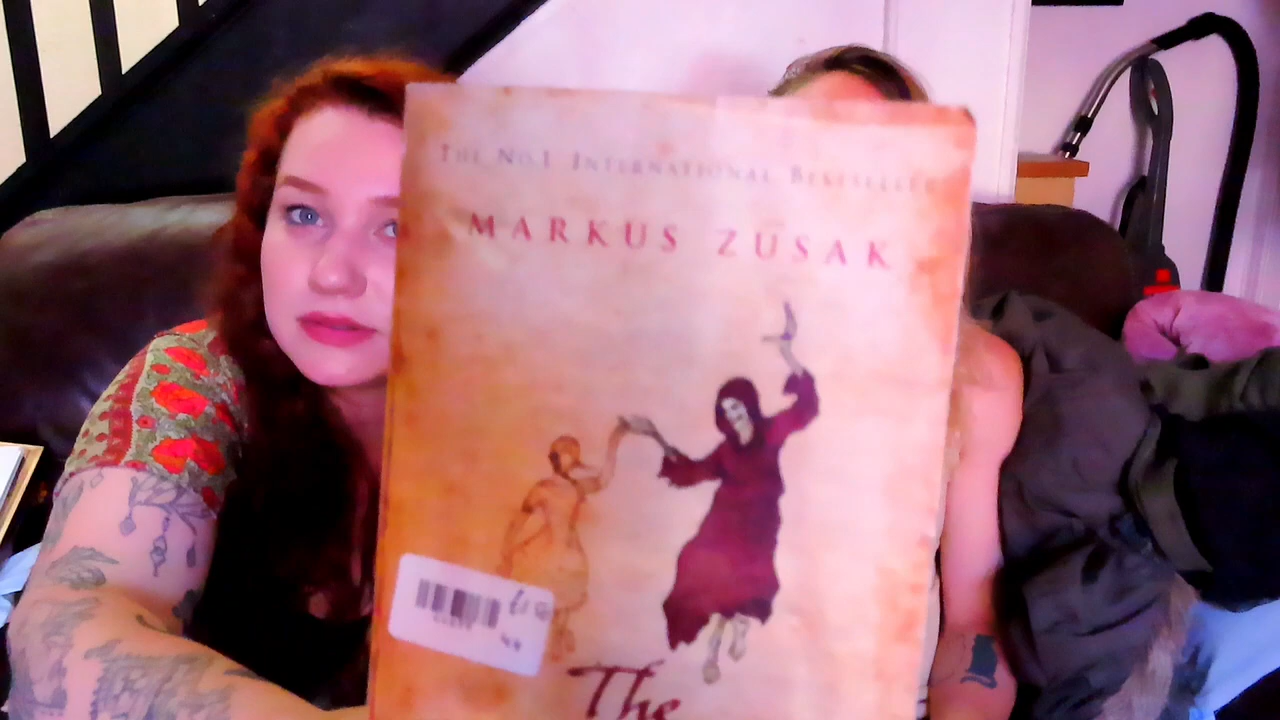 THE NO.1 INTERNATIONAL BESTSELLER
MARKUS ZUSAK
The